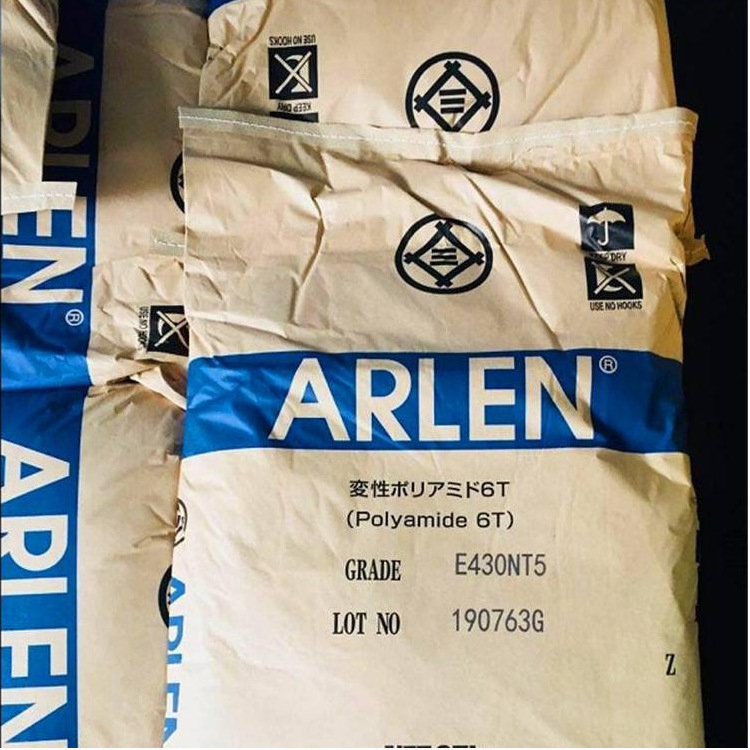 USE NO HOOKS
KEEP DRY
ARLEN®
USE NO HOOKS
ARLEN
ARLEN
KEEP DRY
USE NO HOOKS
ARLEN®
変性ポリアミド6T
(Polyamide 6T)
GRADE E430NT5
LOT NO 190763G
Z